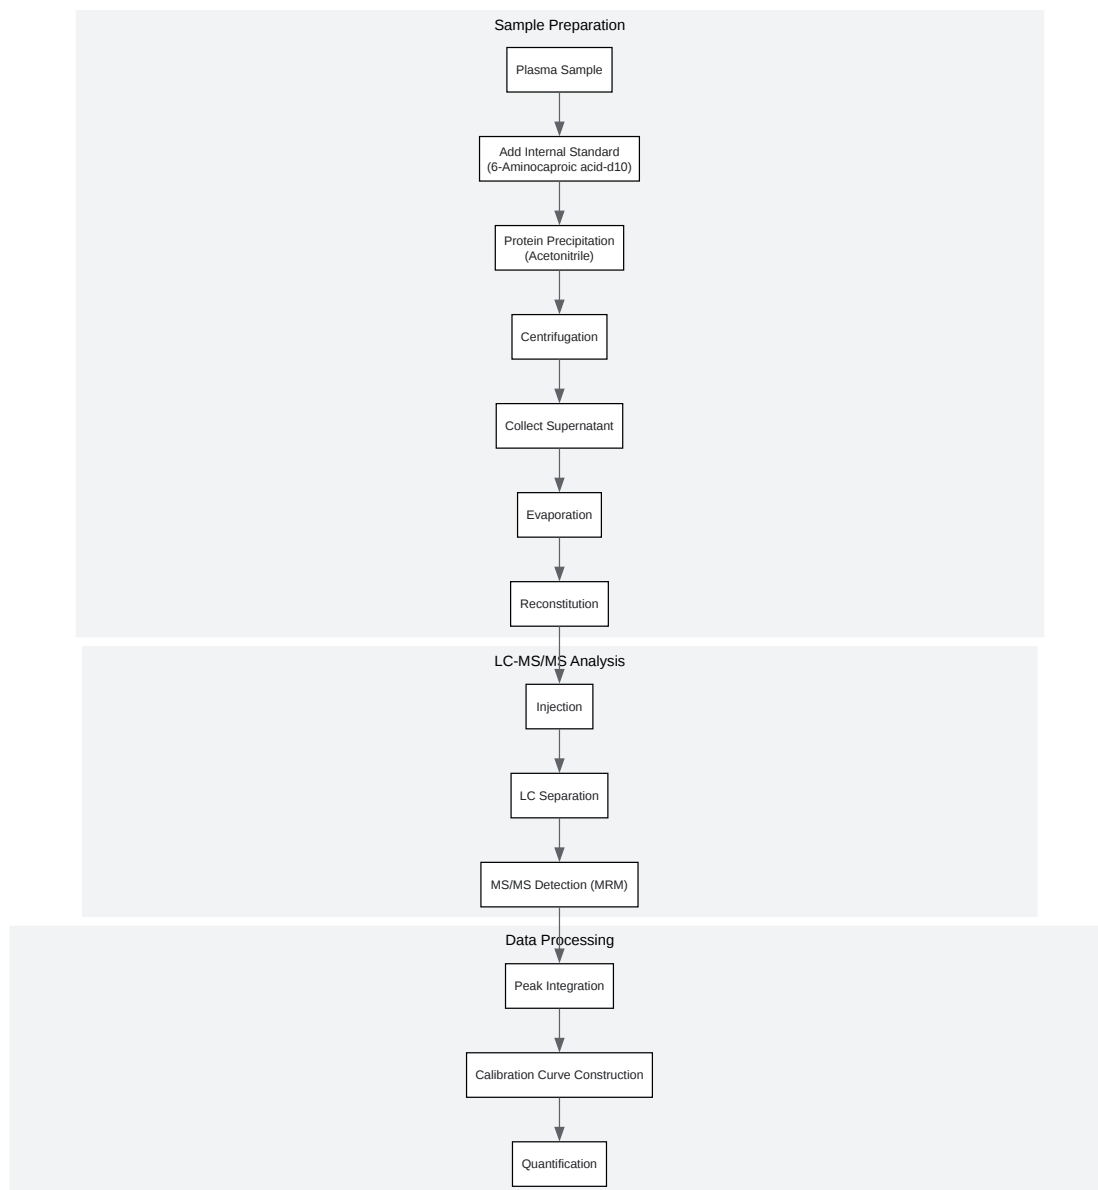 Sample Preparation
Plasma Sample
Add Internal Standard
(6-Aminocaproic acid-d10)
Protein Precipitation
(Acetonitrile)
Centrifugation
Collect Supernatant
Evaporation
Reconstitution
LC-MS/MS Analysis
Injection
LC Separation
MS/MS Detection (MRM)
Data Processing
Peak Integration
Calibration Curve Construction
Quantification